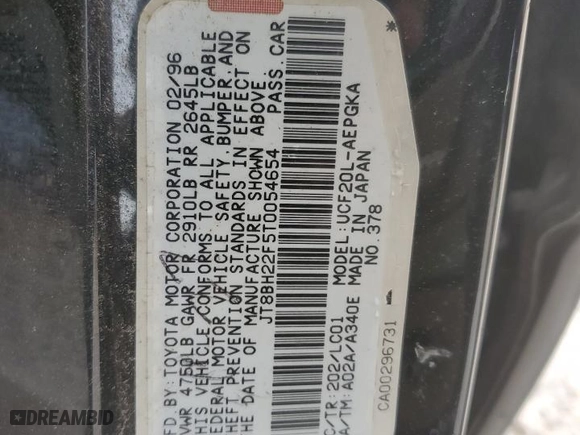 BY:TOYOTA MOTOR CORPORATION 02/96
VWR 4750LB GAWR FR 2910LB RR 2645LB
HIS VEHICLE CONFORMS TO ALL APPLICABLE
EDERAL MOTOR VEHICLE SAFETY,BUMPER,AND
HEFT PREVENTION STANDARDS IN EFFECT ON
HE DATE OF MANUFACTURE SHOWN ABOVE.
JT8BH22F5T0054654 PASS.CAR
C/TR:202/LC01 MODEL:UCF20L-AEPGKA
A/TM:A02A/A340E MADE IN JAPAN
NO.378
CA00296731
DREAMBID